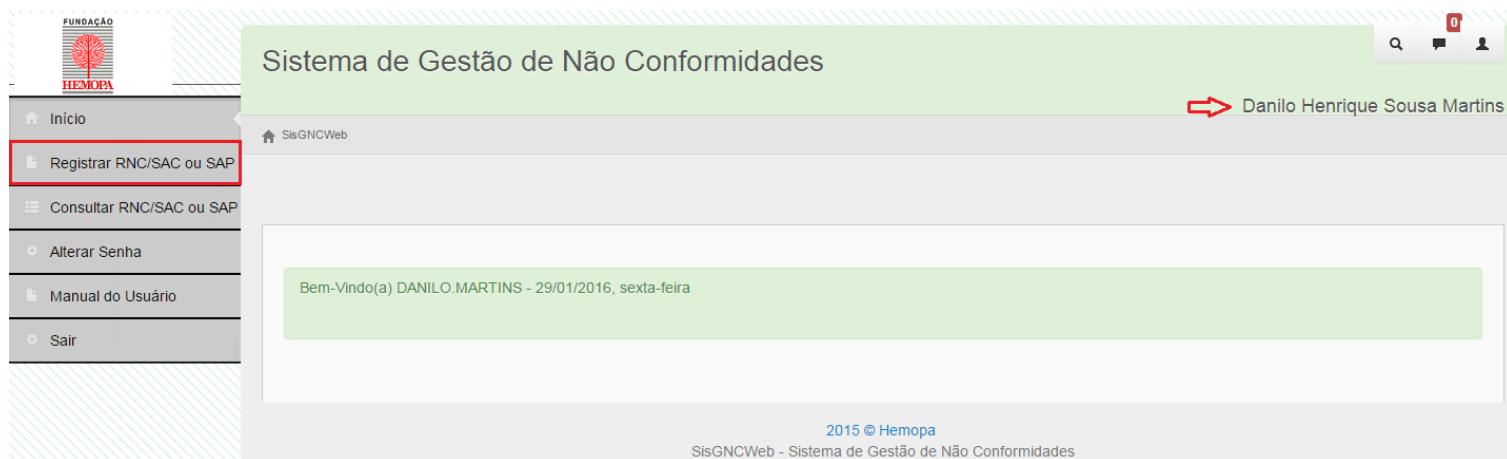 FUNDAÇÃO
HEMOPA
Sistema de Gestão de Não Conformidades
0
Danilo Henrique Sousa Martins
Início
SisGNCWeb
Registrar RNC/SAC ou SAP
Consultar RNC/SAC ou SAP
Alterar Senha
Manual do Usuário
Sair
Bem-Vindo(a) DANILO.MARTINS - 29/01/2016, sexta-feira
2015 © Hemopa
SisGNCWeb - Sistema de Gestão de Não Conformidades